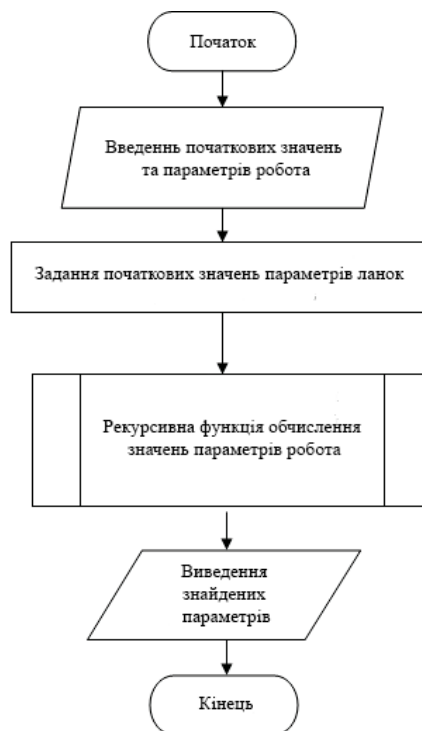 Початок
Введеннь початкових значень
та параметрів робота
Задання початкових значень параметрів ланок
Рекурсивна функція обчислення
значень параметрів робота
Виведення
знайдених
параметрів
Кінець